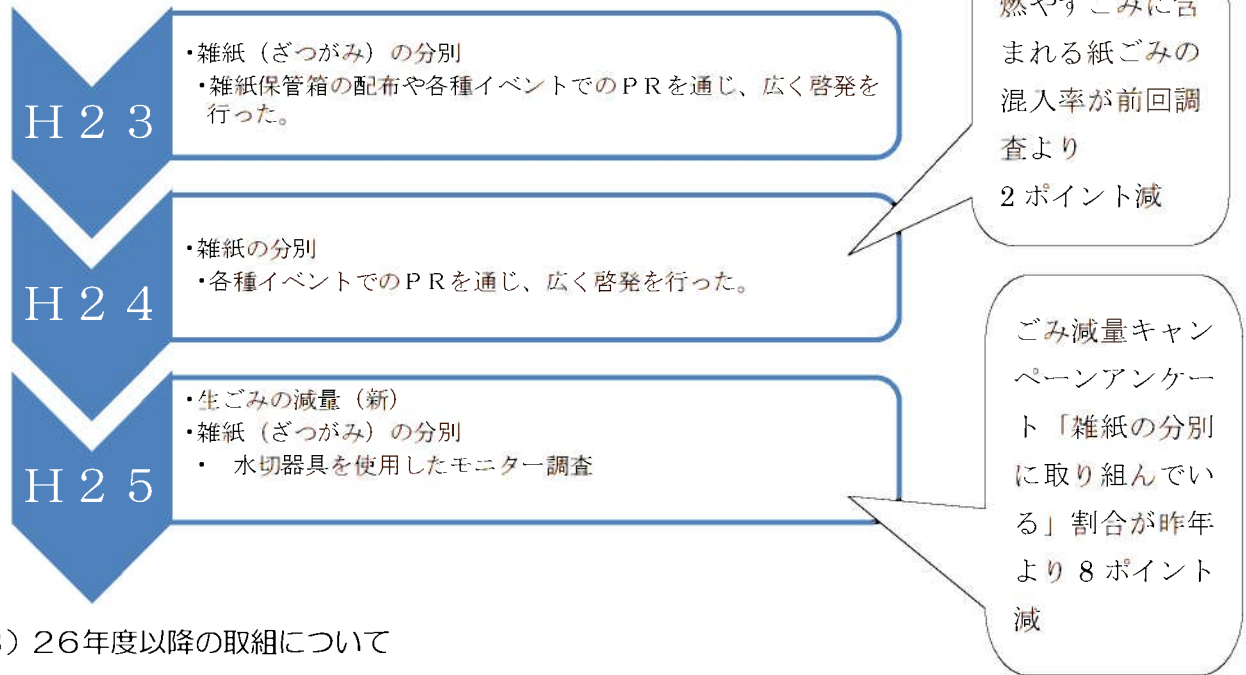 H23
・雑紙（ざつがみ）の分別
・雑紙保管箱の配布や各種イベントでのPRを通じ、広く啓発を
行った。
燃やすごみに含
まれる紙ごみの
混入率が前回調
査より
2ポイント減
H24
・雑紙の分別
・各種イベントでのPRを通じ、広く啓発を行った。
H25
・生ごみの減量（新）
・雑紙（ざつがみ）の分別
・ 水切器具を使用したモニター調査
ごみ減量キャン
ペーンアンケー
ト「雑紙の分別
に取り組んでい
る」割合が昨年
より8ポイント
減
）26年度以降の取組について